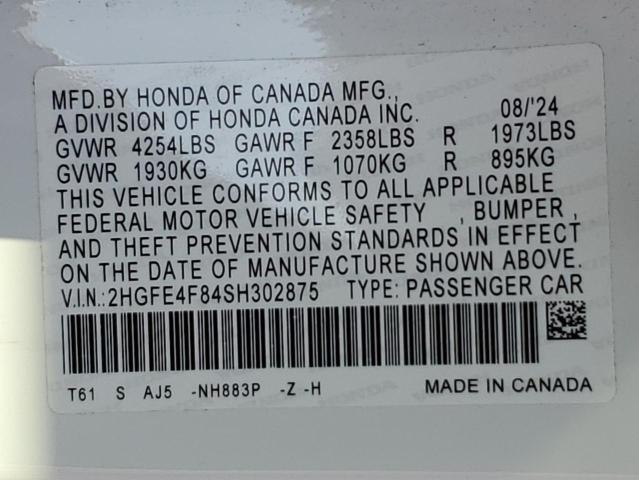 MFD.BY HONDA OF CANADA MFG.,
A DIVISION OF HONDA CANADA INC. 08/'24
GVWR 4254LBS GAWR F 2358LBS R 1973LBS
GVWR 1930KG GAWR F 1070KG R 895KG
THIS VEHICLE CONFORMS TO ALL APPLICABLE
FEDERAL MOTOR VEHICLE SAFETY , BUMPER ,
AND THEFT PREVENTION STANDARDS IN EFFECT
ON THE DATE OF MANUFACTURE SHOWN ABOVE.
V.I.N.:2HGFE4F84SH302875 TYPE: PASSENGER CAR
T61 S AJ5 -NH883P -Z -H MADE IN CANADA